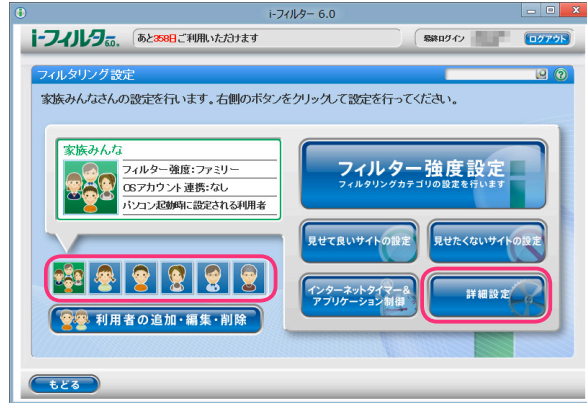 i-フィルター 6.0
i-フィルタ6.0. あと358日ご利用いただけます 最終ログイン ログアウト
フィルタリング設定
家族みんなさんの設定を行います。右側のボタンをクリックして設定を行ってください。
家族みんな
フィルター強度:ファミリー
OSアカウント連携:なし
パソコン起動時に設定される利用者
フィルター強度設定
フィルタリングカテゴリの設定を行います
見せて良いサイトの設定
見せたくないサイトの設定
インターネットタイマー&
アプリケーション制御
詳細設定
利用者の追加・編集・削除
もどる